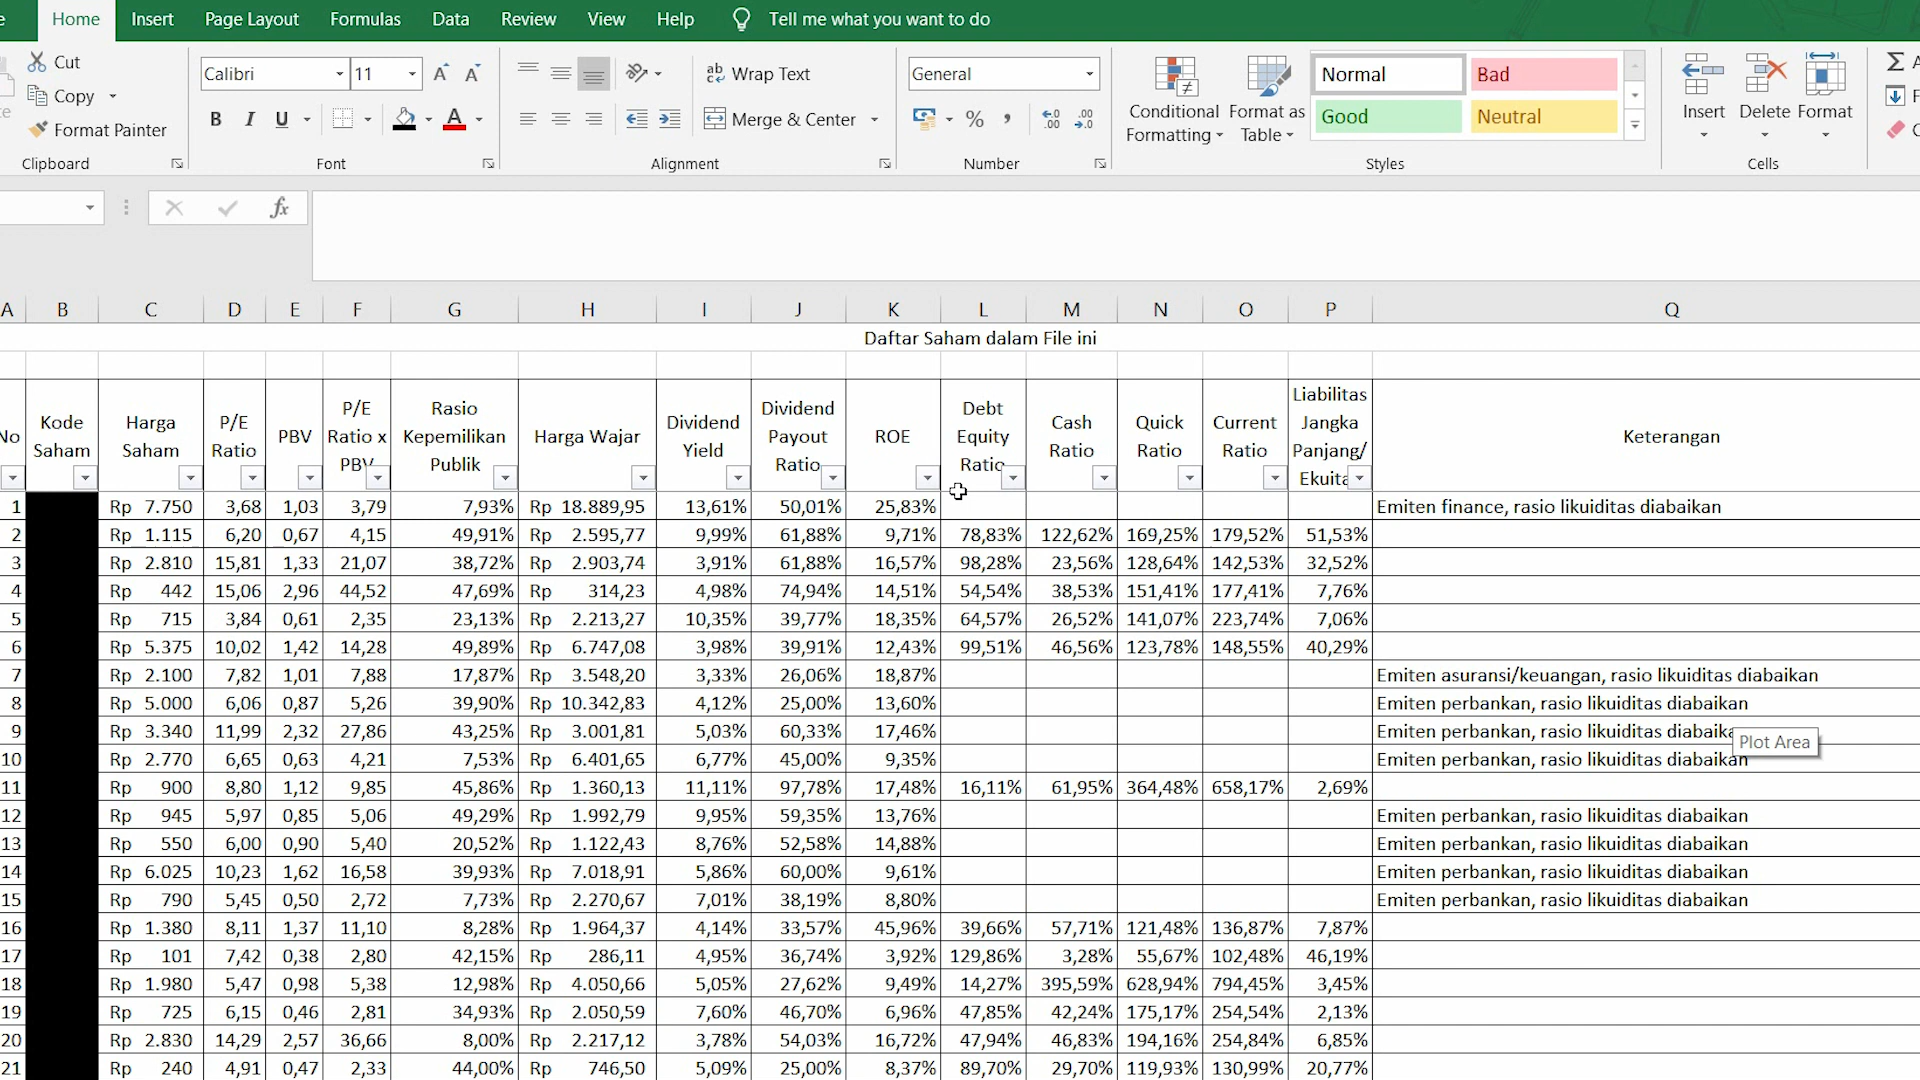 Home Insert Page Layout Formulas Data Review View Help Tell me what you want to do
Cut
Copy
Format Painter
Clipboard
Calibri 11
B I U
Font
Wrap Text
Merge & Center
Alignment
General
%
Number
Conditional Formatting
Format as Table
Normal Bad
Good Neutral
Styles
Insert Delete Format
Cells
fx
A B C D E F G H I J K L M N O P Q
Daftar Saham dalam File ini
No
Kode Saham
Harga Saham
P/E Ratio
PBV
P/E Ratio x PBV
Rasio Kepemilikan Publik
Harga Wajar
Dividend Yield
Dividend Payout Ratio
ROE
Debt Equity Ratio
Cash Ratio
Quick Ratio
Current Ratio
Liabilitas Jangka Panjang/ Ekuita
Keterangan
1 Rp 7.750 3,68 1,03 3,79 7,93% Rp 18.889,95 13,61% 50,01% 25,83% Emiten finance, rasio likuiditas diabaikan
2 Rp 1.115 6,20 0,67 4,15 49,91% Rp 2.595,77 9,99% 61,88% 9,71% 78,83% 122,62% 169,25% 179,52% 51,53%
3 Rp 2.810 15,81 1,33 21,07 38,72% Rp 2.903,74 3,91% 61,88% 16,57% 98,28% 23,56% 128,64% 142,53% 32,52%
4 Rp 442 15,06 2,96 44,52 47,69% Rp 314,23 4,98% 74,94% 14,51% 54,54% 38,53% 151,41% 177,41% 7,76%
5 Rp 715 3,84 0,61 2,35 23,13% Rp 2.213,27 10,35% 39,77% 18,35% 64,57% 26,52% 141,07% 223,74% 7,06%
6 Rp 5.375 10,02 1,42 14,28 49,89% Rp 6.747,08 3,98% 39,91% 12,43% 99,51% 46,56% 123,78% 148,55% 40,29%
7 Rp 2.100 7,82 1,01 7,88 17,87% Rp 3.548,20 3,33% 26,06% 18,87% Emiten asuransi/keuangan, rasio likuiditas diabaikan
8 Rp 5.000 6,06 0,87 5,26 39,90% Rp 10.342,83 4,12% 25,00% 13,60% Emiten perbankan, rasio likuiditas diabaikan
9 Rp 3.340 11,99 2,32 27,86 43,25% Rp 3.001,81 5,03% 60,33% 17,46% Emiten perbankan, rasio likuiditas diabaika
Plot Area
10 Rp 2.770 6,65 0,63 4,21 7,53% Rp 6.401,65 6,77% 45,00% 9,35% Emiten perbankan, rasio likuiditas diabaikan
11 Rp 900 8,80 1,12 9,85 45,86% Rp 1.360,13 11,11% 97,78% 17,48% 16,11% 61,95% 364,48% 658,17% 2,69%
12 Rp 945 5,97 0,85 5,06 49,29% Rp 1.992,79 9,95% 59,35% 13,76% Emiten perbankan, rasio likuiditas diabaikan
13 Rp 550 6,00 0,90 5,40 20,52% Rp 1.122,43 8,76% 52,58% 14,88% Emiten perbankan, rasio likuiditas diabaikan
14 Rp 6.025 10,23 1,62 16,58 39,93% Rp 7.018,91 5,86% 60,00% 9,61% Emiten perbankan, rasio likuiditas diabaikan
15 Rp 790 5,45 0,50 2,72 7,73% Rp 2.270,67 7,01% 38,19% 8,80% Emiten perbankan, rasio likuiditas diabaikan
16 Rp 1.380 8,11 1,37 11,10 8,28% Rp 1.964,37 4,14% 33,57% 45,96% 39,66% 57,71% 121,48% 136,87% 7,87%
17 Rp 101 7,42 0,38 2,80 42,15% Rp 286,11 4,95% 36,74% 3,92% 129,86% 3,28% 55,67% 102,48% 46,19%
18 Rp 1.980 5,47 0,98 5,38 12,98% Rp 4.050,66 5,05% 27,62% 9,49% 14,27% 395,59% 628,94% 794,45% 3,45%
19 Rp 725 6,15 0,46 2,81 34,93% Rp 2.050,59 7,60% 46,70% 6,96% 47,85% 42,24% 175,17% 254,54% 2,13%
20 Rp 2.830 14,29 2,57 36,66 8,00% Rp 2.217,12 3,78% 54,03% 16,72% 47,94% 46,83% 194,16% 254,84% 6,85%
21 Rp 240 4,91 0,47 2,33 44,00% Rp 746,50 5,09% 25,00% 8,37% 89,70% 29,70% 119,93% 130,99% 20,77%